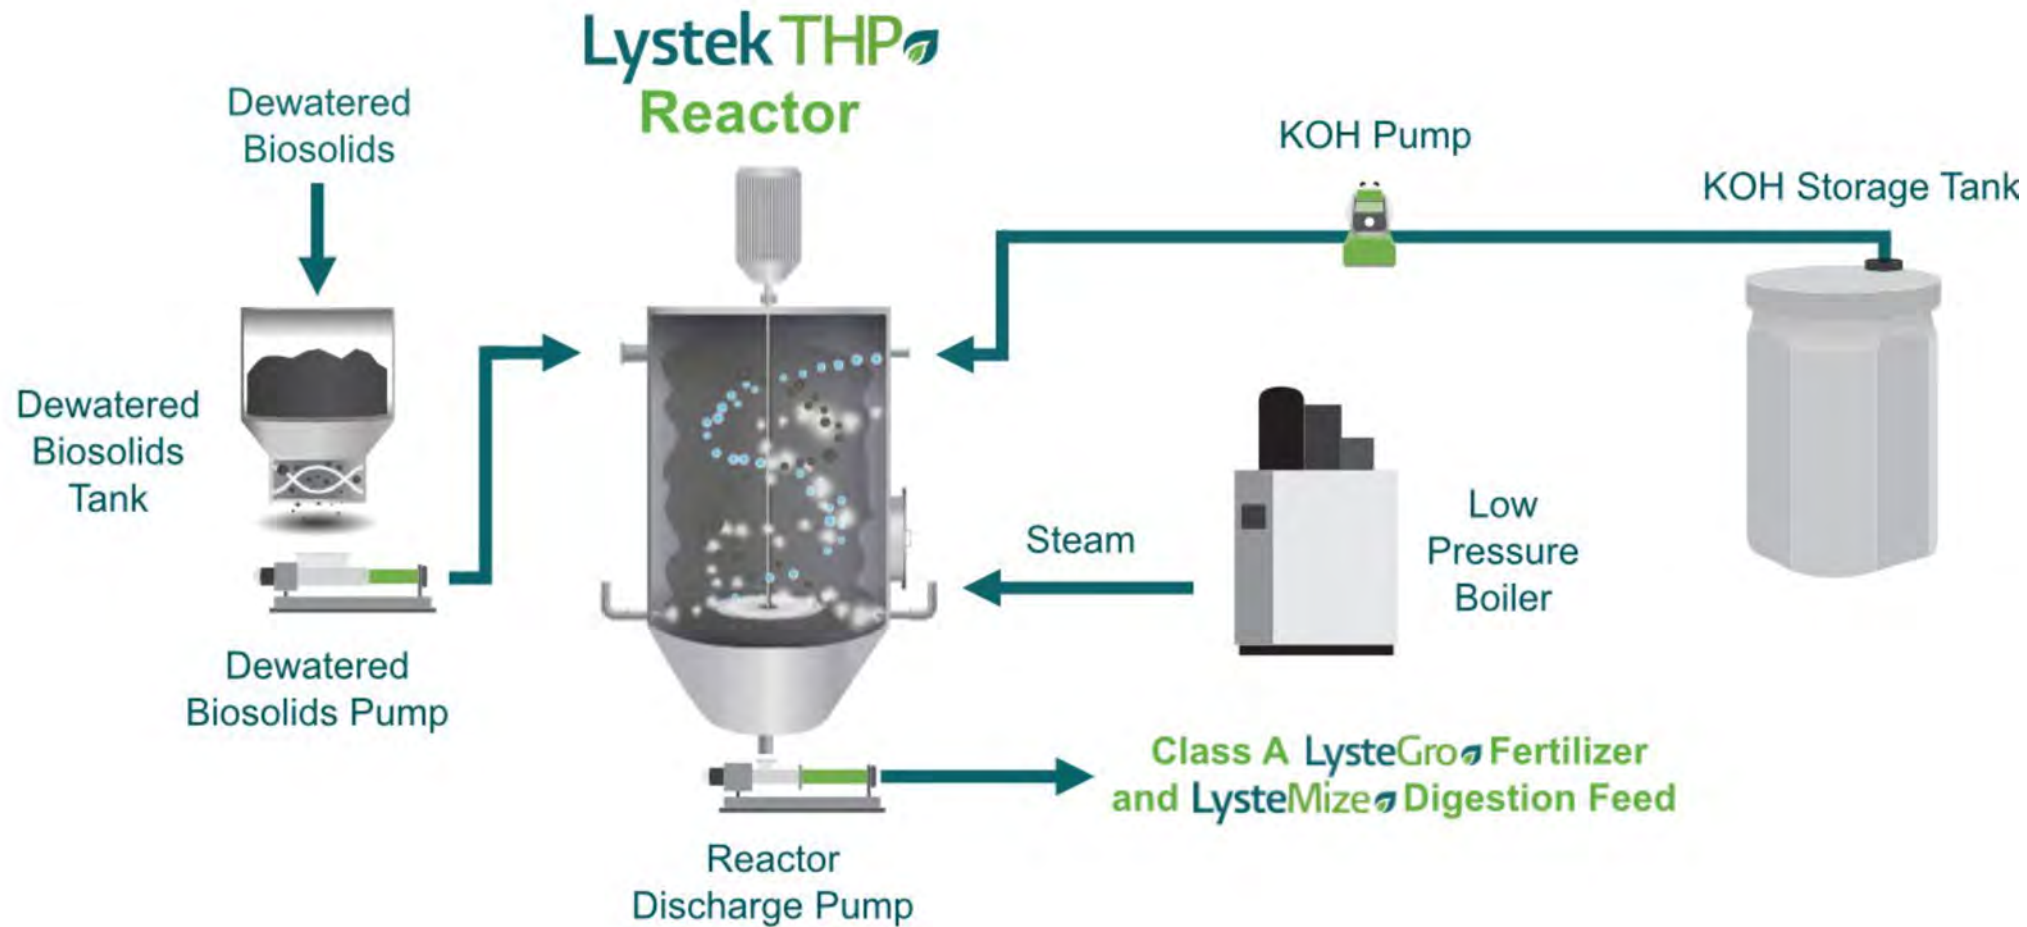 Lystek THP
Reactor
Dewatered
Biosolids
KOH Pump
KOH Storage Tank
Dewatered
Biosolids
Tank
Steam
Low
Pressure
Boiler
Dewatered
Biosolids Pump
Class A LysteGro Fertilizer
and LysteMize Digestion Feed
Reactor
Discharge Pump